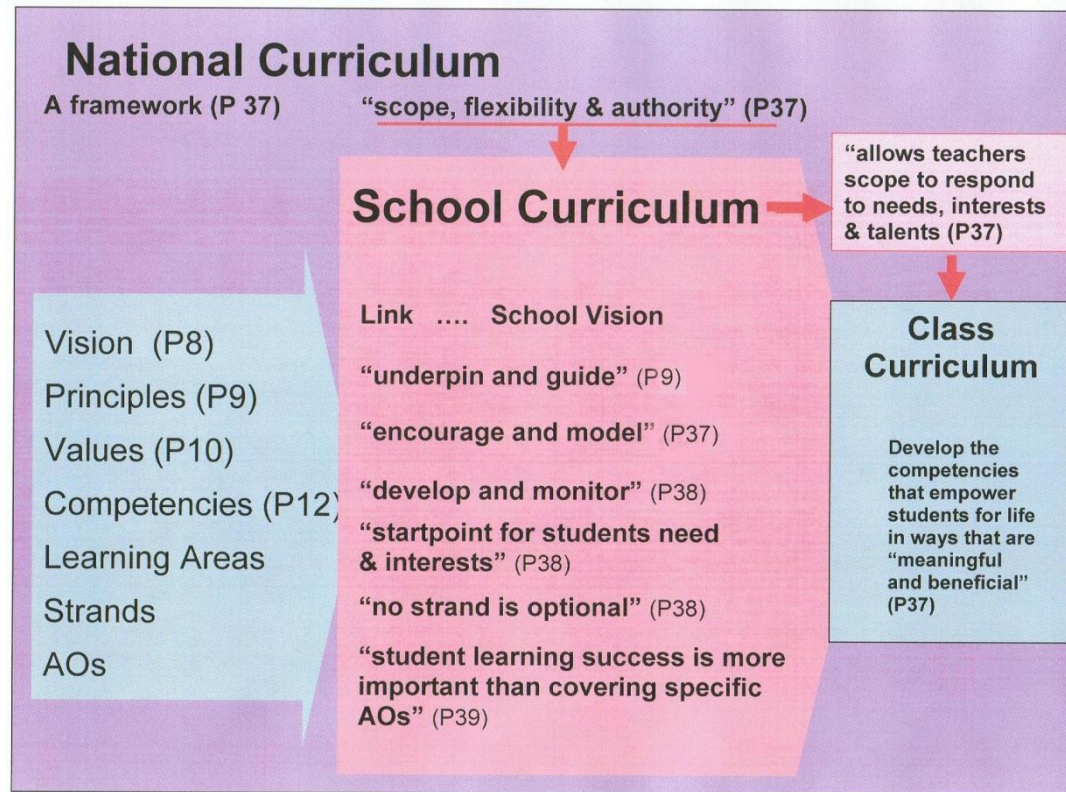 National Curriculum
A framework (P 37)
“scope, flexibility & authority” (P37)
“allows teachers
scope to respond
to needs, interests
& talents (P37)
School Curriculum
Vision (P8)
Principles (P9)
Values (P10)
Competencies (P12)
Learning Areas
Strands
AOs
Link .... School Vision
“underpin and guide” (P9)
“encourage and model” (P37)
“develop and monitor” (P38)
“startpoint for students need
& interests” (P38)
“no strand is optional” (P38)
“student learning success is more
important than covering specific
AOs” (P39)
Class
Curriculum
Develop the
competencies
that empower
students for life
in ways that are
“meaningful
and beneficial”
(P37)